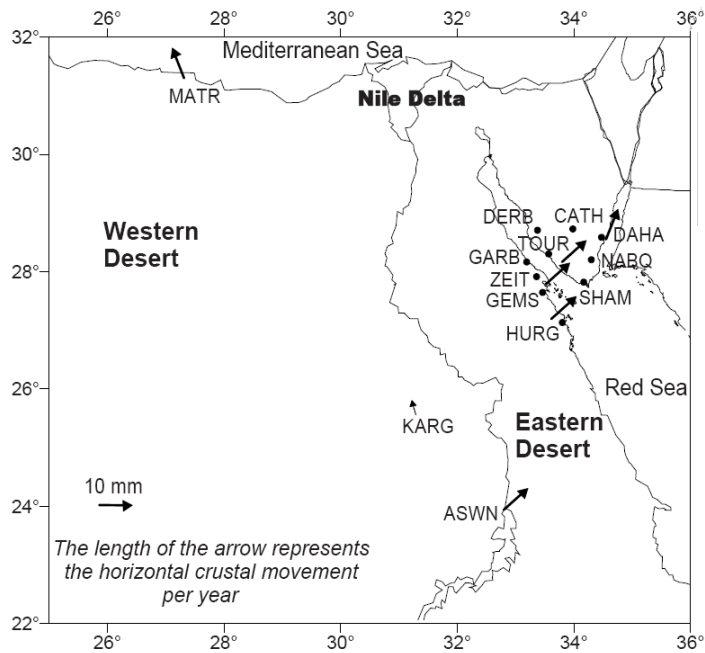 26° 28° 30° 32° 34° 36°
32°
Mediterranean Sea
MATR
Nile Delta
30°
DERB CATH
Western
Desert
TOUR DAHA
GARB NABQ
28°
ZEIT
GEMS SHAM
HURG
26°
Red Sea
KARG
Eastern
Desert
10 mm
24°
ASWN
The length of the arrow represents
the horizontal crustal movement
per year
22°
26° 28° 30° 32° 34° 36°